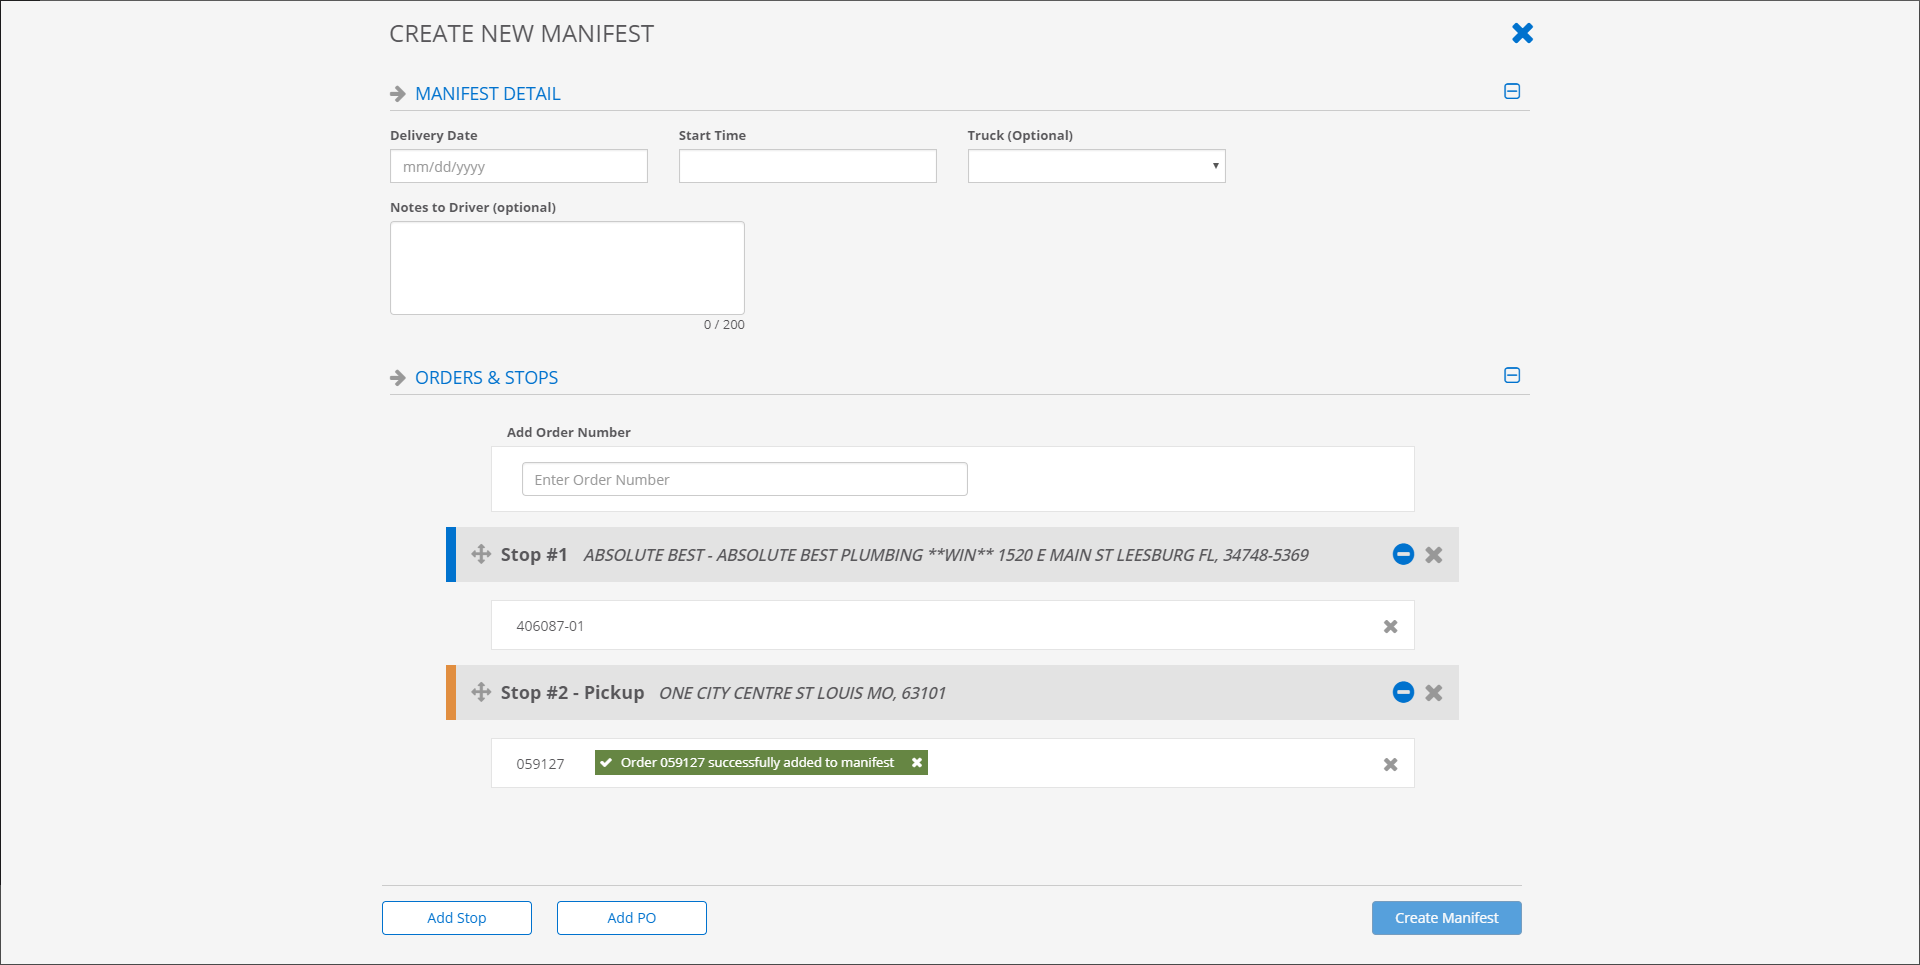 CREATE NEW MANIFEST
MANIFEST DETAIL
Delivery Date
Start Time
Truck (Optional)
mm/dd/yyyy
Notes to Driver (optional)
0 / 200
ORDERS & STOPS
Add Order Number
Enter Order Number
Stop #1 ABSOLUTE BEST - ABSOLUTE BEST PLUMBING **WIN** 1520 E MAIN ST LEESBURG FL, 34748-5369
406087-01
Stop #2 - Pickup ONE CITY CENTRE ST LOUIS MO, 63101
059127 Order 059127 successfully added to manifest
Add Stop
Add PO
Create Manifest